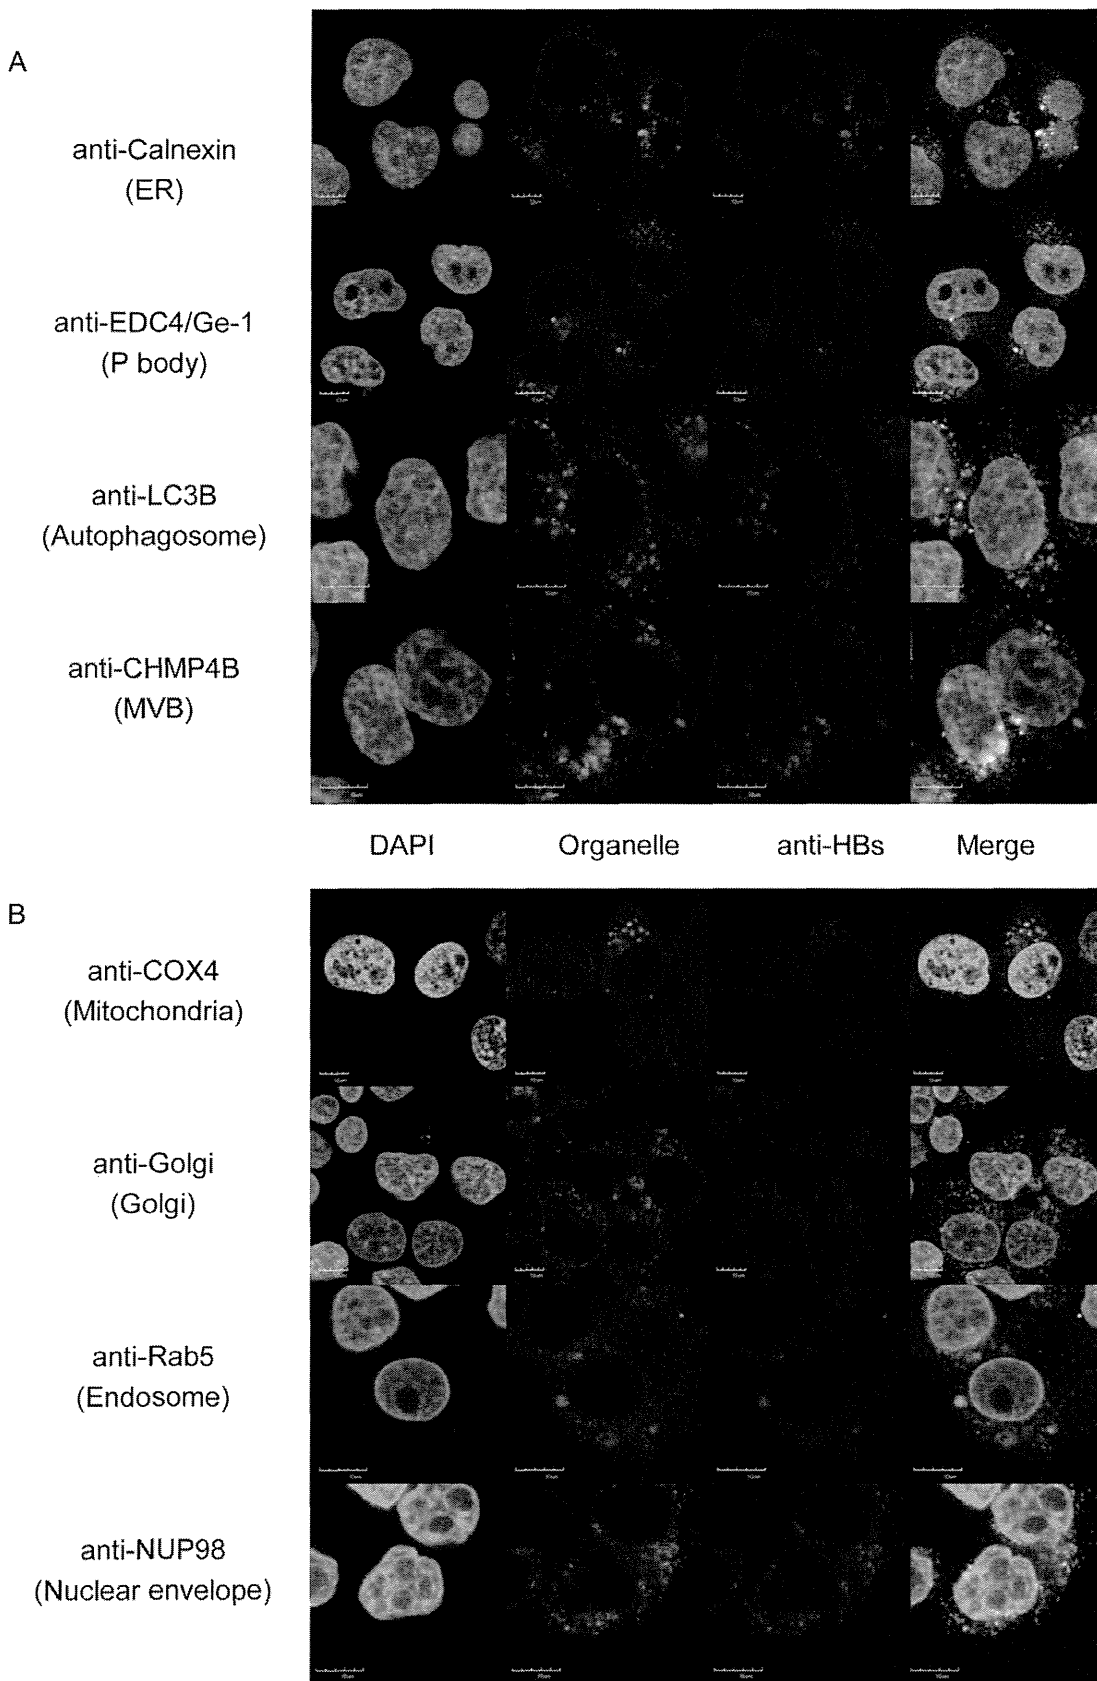 A
anti-Calnexin
(ER)
anti-EDC4/Ge-1
(P body)
anti-LC3B
(Autophagosome)
anti-CHMP4B
(MVB)
DAPI Organelle anti-HBs Merge
B
anti-COX4
(Mitochondria)
anti-Golgi
(Golgi)
anti-Rab5
(Endosome)
anti-NUP98
(Nuclear envelope)